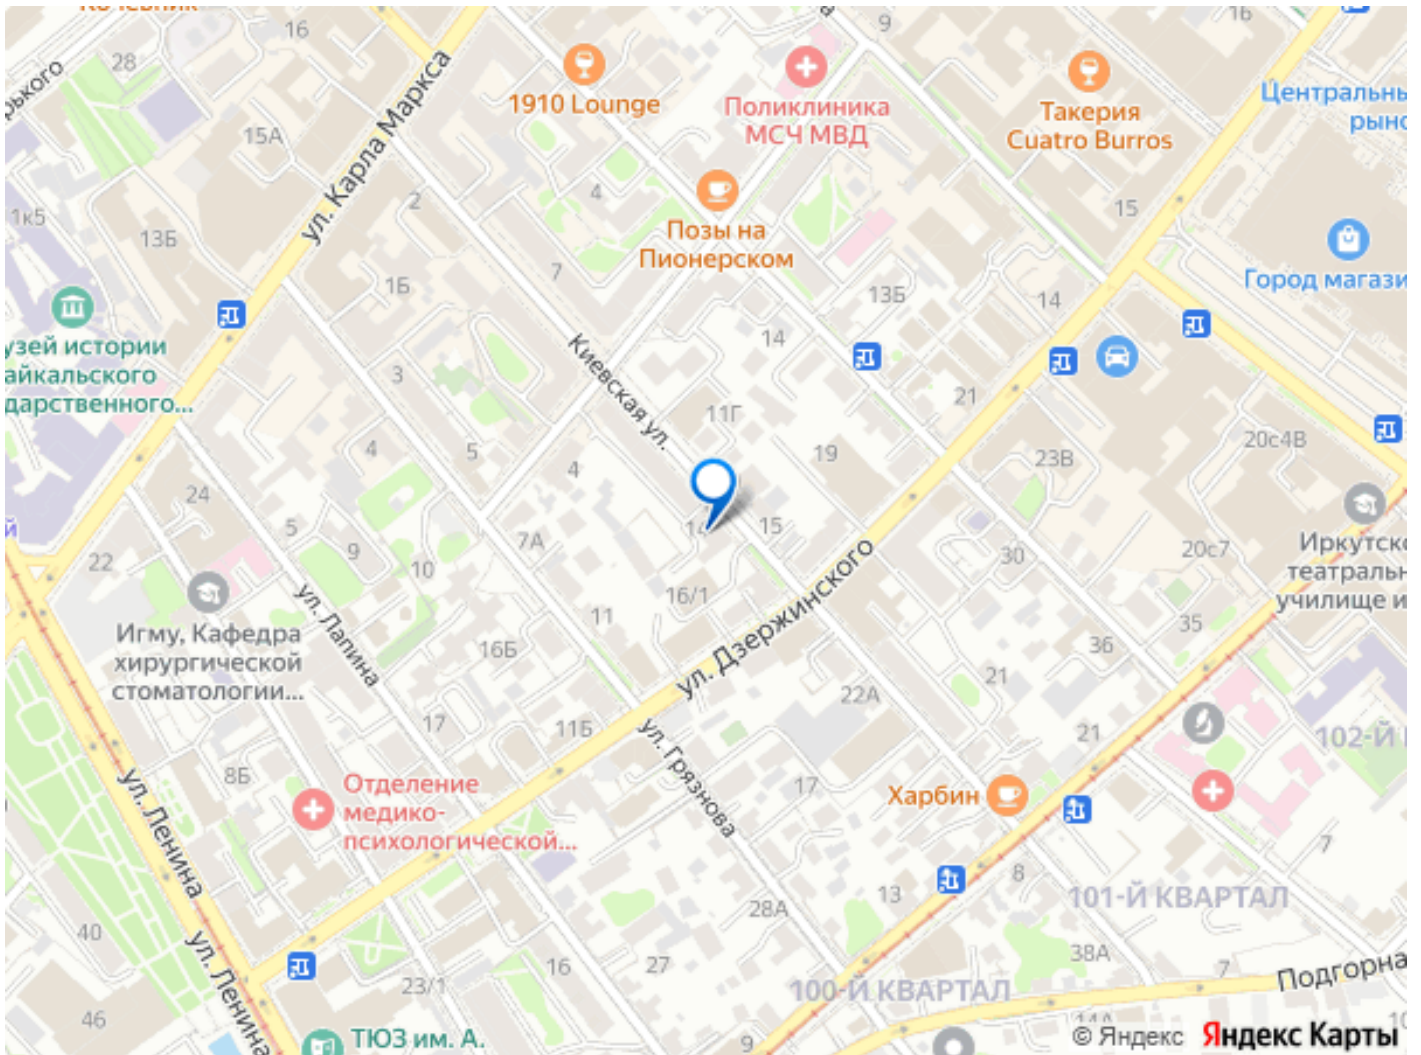 16
9
16
28
ул. Карла Маркса
1910 Lounge
Поликлиника
МСЧ МВД
Такерия
Cuatro Burros
Центральны
рыно
15А
4
2
15
1к5
13Б
Позы на
Пионерском
Город магази
7
1Б
13Б
14
14
узей истории
айкальского
дарственного...
Киевская ул.
3
21
11Г
4
5
4
19
23В
20с4В
24
5
9
7А
15
30
20с7
Иркутско
театральн
училище и
22
10
ул. Лапина
16/1
ул. Дзержинского
11
Игму, Кафедра
хирургической
стоматологии...
16Б
35
36
21
22А
17
11Б
ул. Грязнова
21
102-Й
8Б
Отделение
медико-
психологической...
17
Харбин
ул. Ленина
7
8
13
101-Й КВАРТАЛ
28А
40
ул. Ленина
38А
27
16
7
Подгорна
23/1
100-Й КВАРТАЛ
46
14А
ТЮЗ им. А.
9
© Яндекс Яндекс Карты